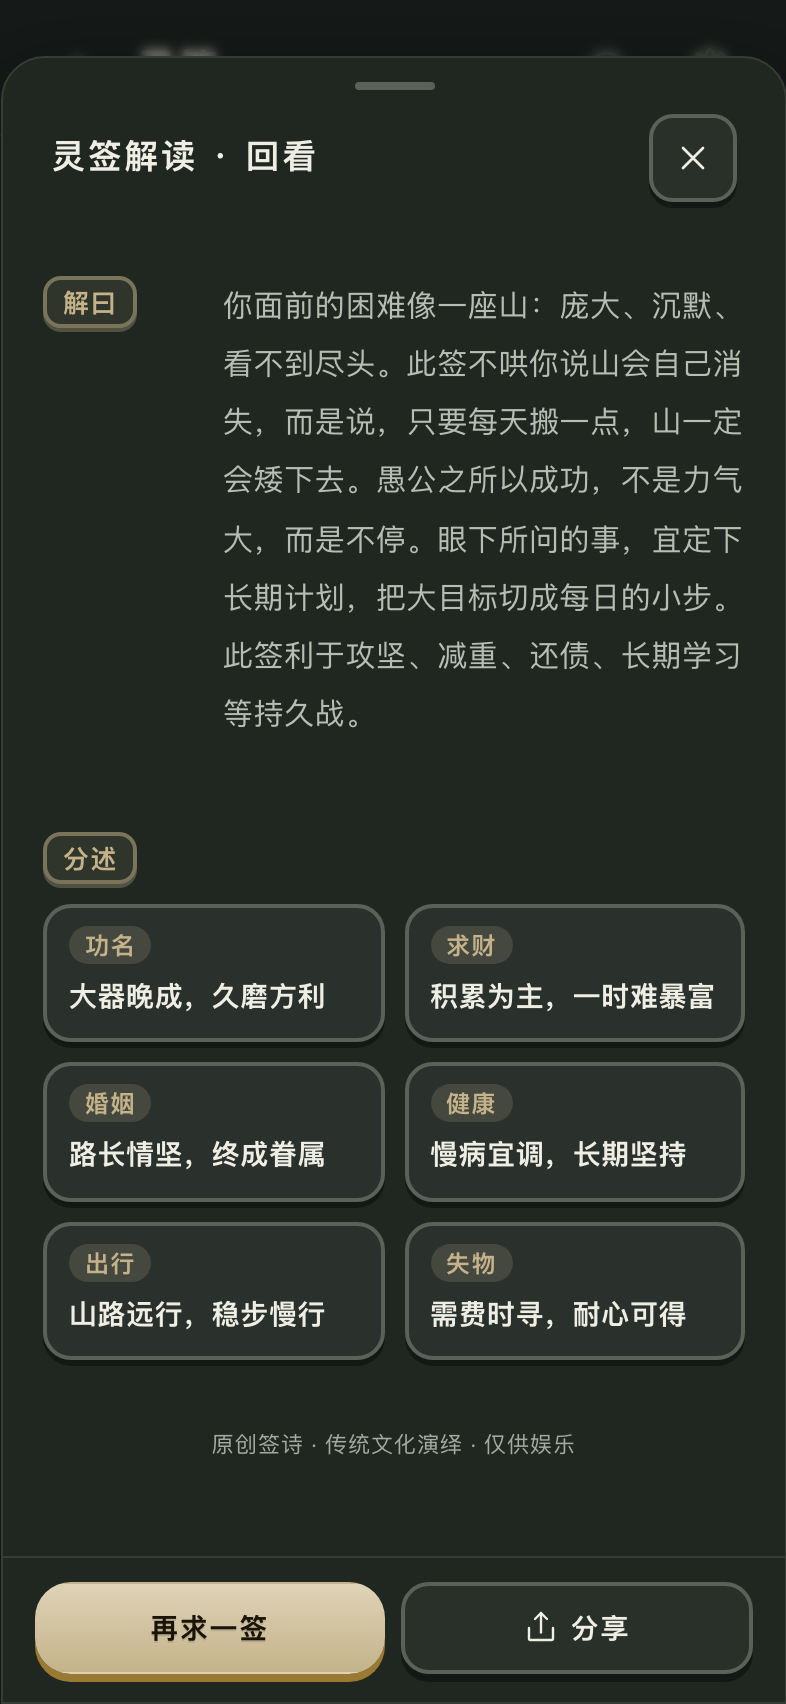 灵签解读 · 回看
解曰
你面前的困难像一座山：庞大、沉默、
看不到尽头。此签不哄你说山会自己消
失，而是说，只要每天搬一点，山一定
会矮下去。愚公之所以成功，不是力气
大，而是不停。眼下所问的事，宜定下
长期计划，把大目标切成每日的小步。
此签利于攻坚、减重、还债、长期学习
等持久战。
分述
功名
大器晚成，久磨方利
求财
积累为主，一时难暴富
婚姻
路长情坚，终成眷属
健康
慢病宜调，长期坚持
出行
山路远行，稳步慢行
失物
需费时寻，耐心可得
原创签诗 · 传统文化演绎 · 仅供娱乐
再求一签
分享